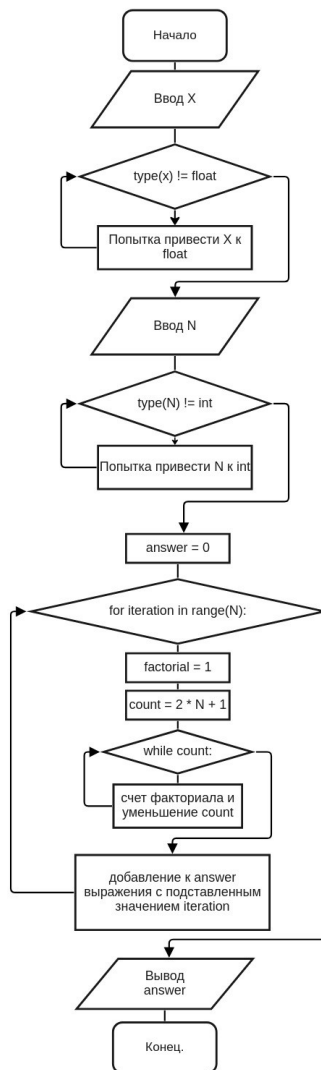 Начало
Ввод X
type(x) != float
Попытка привести X к
float
Ввод N
type(N) != int
Попытка привести N к int
answer = 0
for iteration in range(N):
factorial = 1
count = 2 * N + 1
while count:
счет факториала и
уменьшение count
добавление к answer
выражения с подставленным
значением iteration
Вывод
answer
Конец.